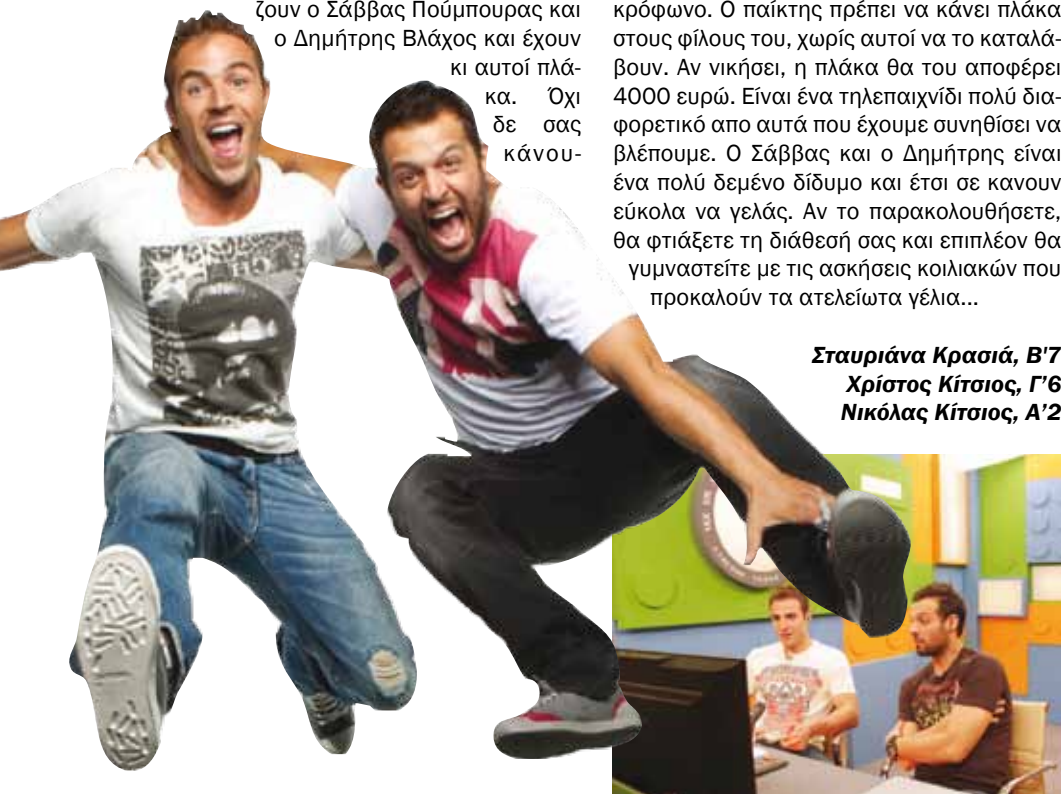 ζουν ο Σάββας Πούμπουρας και
ο Δημήτρης Βλάχος και έχουν
κι αυτοί πλά-
κα. Όχι
δε σας
κάνου-
κρόφωνο. Ο παίκτης πρέπει να κάνει πλάκα
στους φίλους του, χωρίς αυτοί να το καταλά-
βουν. Αν νικήσει, η πλάκα θα του αποφέρει
4000 ευρώ. Είναι ένα τηλεπαιχνίδι πολύ δια-
φορετικό απο αυτά που έχουμε συνηθίσει να
βλέπουμε. Ο Σάββας και ο Δημήτρης είναι
ένα πολύ δεμένο δίδυμο και έτσι σε κανουν
εύκολα να γελάς. Αν το παρακολουθήσετε,
θα φτιάξετε τη διάθεσή σας και επιπλέον θα
γυμναστείτε με τις ασκήσεις κοιλιακών που
προκαλούν τα ατελείωτα γέλια...
Σταυριάνα Κρασιά, Β'7
Χρίστος Κίτσιος, Γ’6
Νικόλας Κίτσιος, Α’2